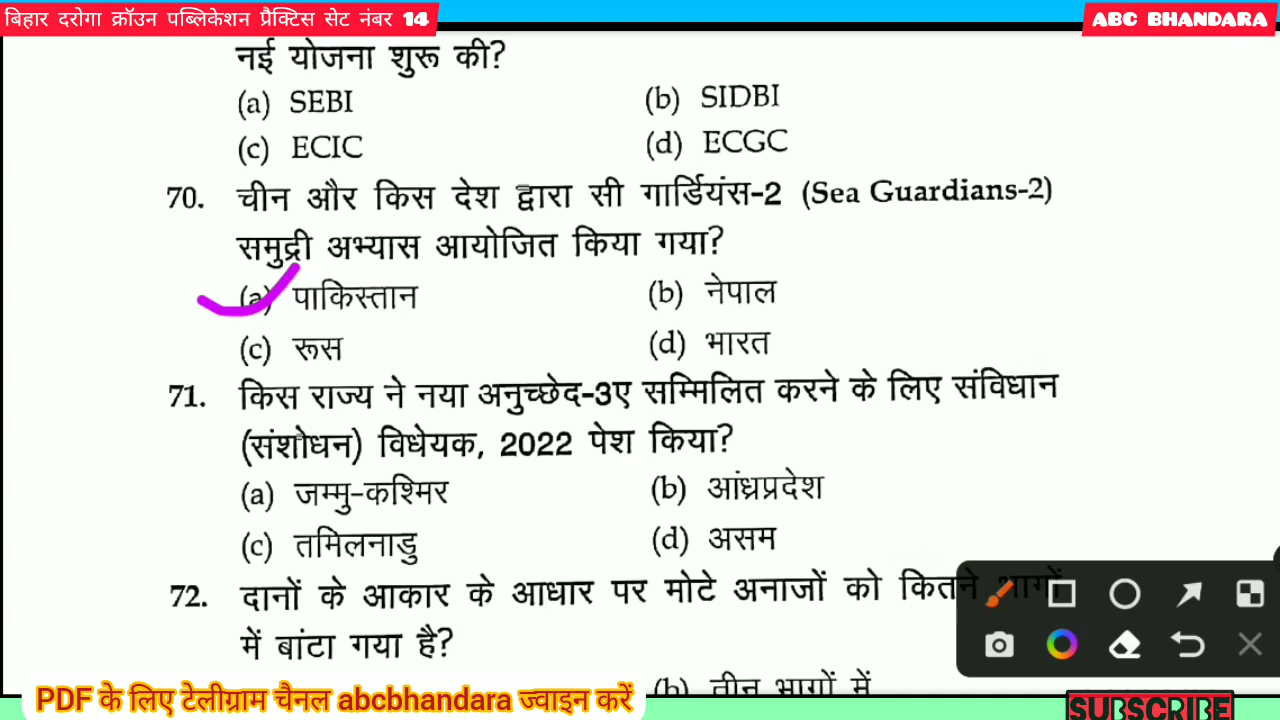 बिहार दरोगा क्रॉउन पब्लिकेशन प्रैक्टिस सेट नंबर 14
ABC BHANDARA
नई योजना शुरू की?
(a) SEBI (b) SIDBI
(c) ECIC (d) ECGC
70. चीन और किस देश द्वारा सी गार्डियंस-2 (Sea Guardians-2)
समुद्री अभ्यास आयोजित किया गया?
(a) पाकिस्तान (b) नेपाल
(c) रूस (d) भारत
71. किस राज्य ने नया अनुच्छेद-3ए सम्मिलित करने के लिए संविधान
(संशोधन) विधेयक, 2022 पेश किया?
(a) जम्मु-कश्मिर (b) आंध्रप्रदेश
(c) तमिलनाडु (d) असम
72. दानों के आकार के आधार पर मोटे अनाजों को कितने भागों
में बांटा गया है?
(b) तीन भागों में
PDF के लिए टेलीग्राम चैनल abcbhandara ज्वाइन करें
SUBSCRIBE